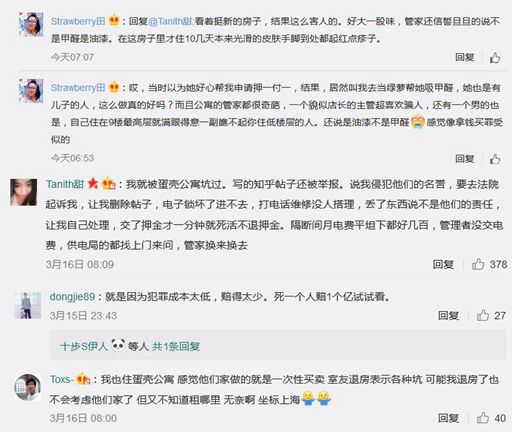 Strawberry田：回复@Tanith甜:看着挺新的房子，结果这么害人的。好大一股味，管家还信誓旦旦的说不
是甲醛是油漆。在这房子里才住10几天本来光滑的皮肤手脚到处都起红点疹子。
今天07:07
回复
Strawberry田：哎，当时以为她好心帮我申请押一付一，结果，居然叫我去当绿萝帮她吸甲醛，她也是有
儿子的人，这么做真的好吗？而且公寓的管家都很奇葩，一个貌似店长的主管超喜欢骗人，还有一个男的也
是，自己住在9楼最高层就满眼得意一副瞧不起你住低楼层的人。还说是油漆不是甲醛感觉像拿钱买罪受
似的
今天06:53
回复
Tanith甜：我就被蛋壳公寓坑过。写的知乎帖子还被举报。说我侵犯他们的名誉，要去法院
起诉我，让我删除帖子，电子锁坏了进不去，打电话维修没人搭理，丢了东西说不是他们的责任，
让我自己处理，交了押金才一分钟就死活不退押金。隔断间月电费平坦下都好几百，管理者没交电
费，供电局的都找上门来问，管家换来换去
3月16日 08:09
回复 378
dongjie89：就是因为犯罪成本太低，赔得太少。死一个人赔1个亿试试看。
3月15日 23:43
回复 27
十步S伊人 等人 共1条回复
Toxs-：我也住蛋壳公寓 感觉他们家做的就是一次性买卖 室友退房表示各种坑 可能我退房了也
不会考虑他们家了 但又不知道租哪里 无奈啊 坐标上海
3月16日 08:00
回复 40